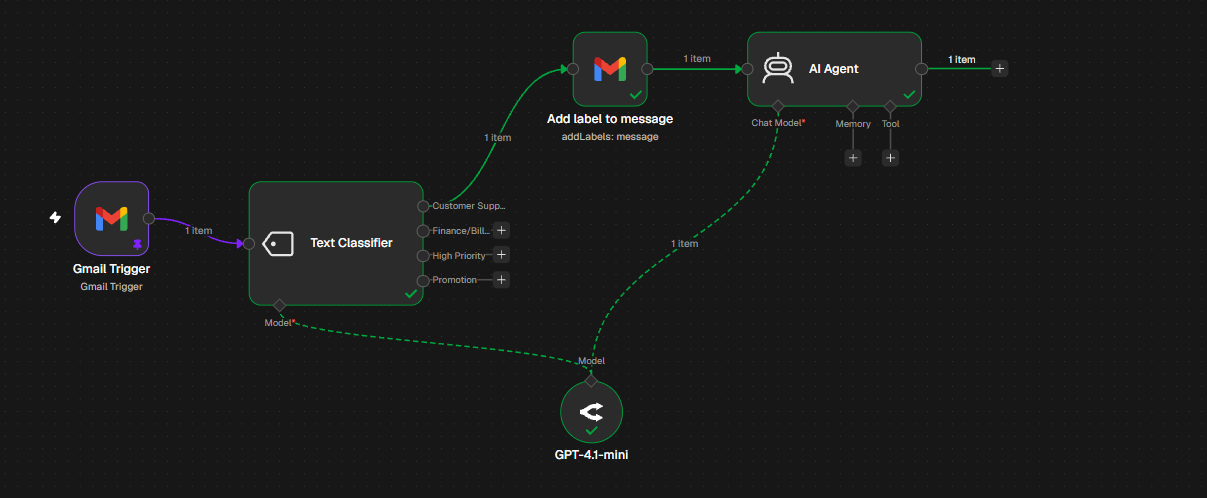 1 item
AI Agent
1 item
Chat Model*
Memory
Tool
Add label to message
addLabels: message
1 item
Customer Supp...
Finance/Bill...
High Priority
Promotion
Text Classifier
Model*
1 item
Gmail Trigger
Gmail Trigger
1 item
Model
GPT-4.1-mini